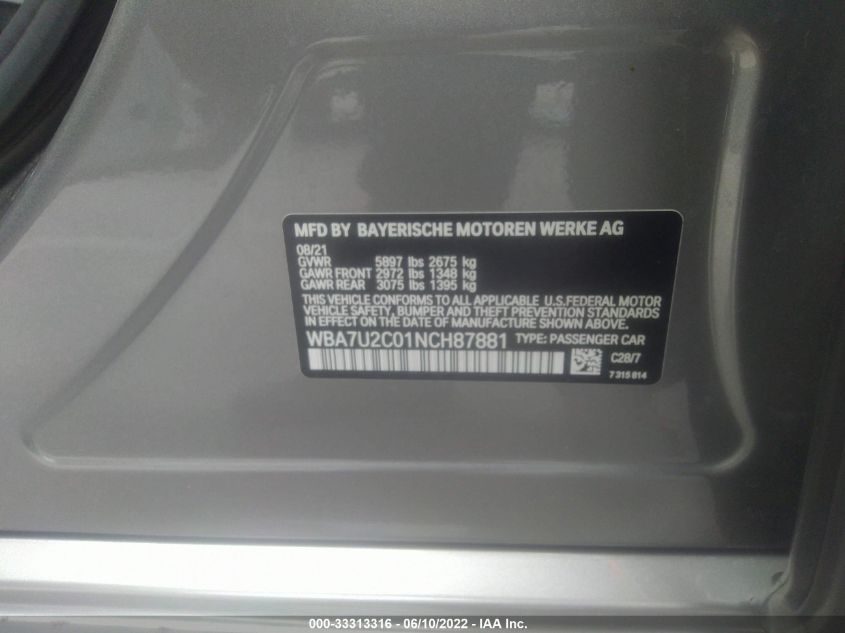 MFD BY BAYERISCHE MOTOREN WERKE AG
08/21
GVWR 5897 lbs 2675 kg
GAWR FRONT 2972 lbs 1348 kg
GAWR REAR 3075 lbs 1395 kg
THIS VEHICLE CONFORMS TO ALL APPLICABLE U.S.FEDERAL MOTOR
VEHICLE SAFETY, BUMPER AND THEFT PREVENTION STANDARDS
IN EFFECT ON THE DATE OF MANUFACTURE SHOWN ABOVE.
WBA7U2C01NCH87881 TYPE: PASSENGER CAR
C28/7
7315814
000-33313316 - 06/10/2022 - IAA Inc.